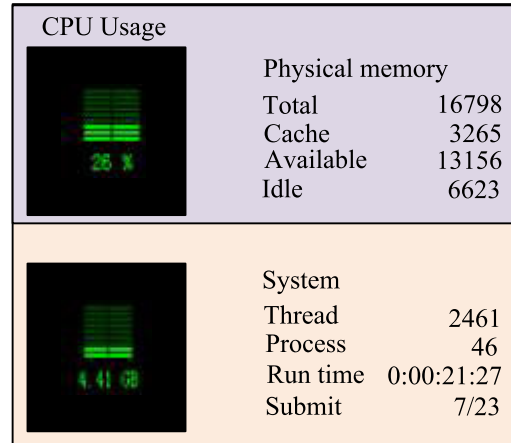 CPU Usage
26 %
Physical memory
Total 16798
Cache 3265
Available 13156
Idle 6623
4.41 GB
System
Thread 2461
Process 46
Run time 0:00:21:27
Submit 7/23